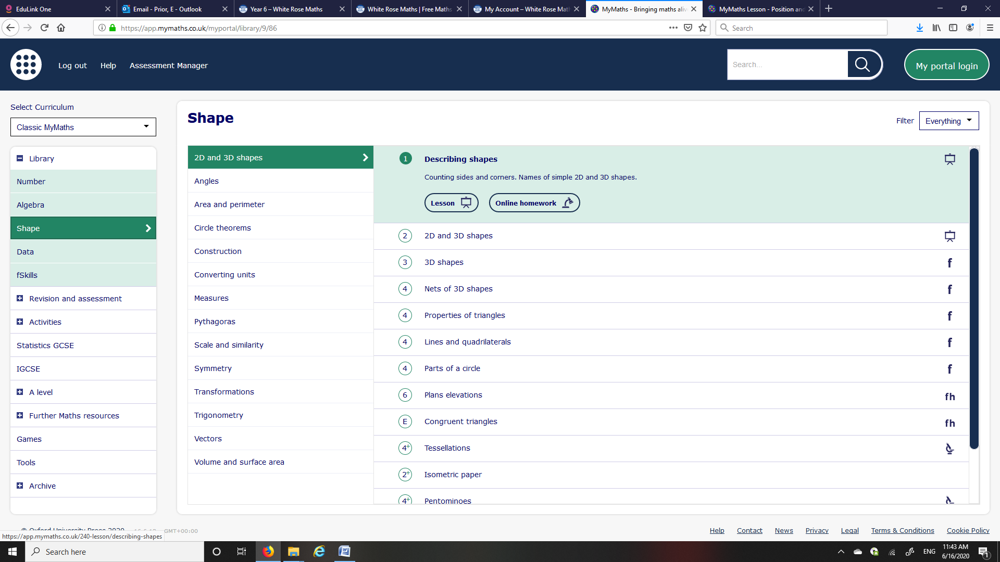 EduLink One
Email - Prior, E - Outlook
Year 6 – White Rose Maths
White Rose Maths | Free Maths
My Account – White Rose Mat
MyMaths - Bringing maths aliv
MyMaths Lesson - Position and
https://app.mymaths.co.uk/myportal/library/9/86
Search
Log out
Help
Assessment Manager
Search...
My portal login
Select Curriculum
Classic MyMaths
Library
Number
Algebra
Shape
Data
fSkills
Revision and assessment
Activities
Statistics GCSE
IGCSE
A level
Further Maths resources
Games
Tools
Archive
Shape
Filter
Everything
2D and 3D shapes
Angles
Area and perimeter
Circle theorems
Construction
Converting units
Measures
Pythagoras
Scale and similarity
Symmetry
Transformations
Trigonometry
Vectors
Volume and surface area
1 Describing shapes
Counting sides and corners. Names of simple 2D and 3D shapes.
Lesson
Online homework
2 2D and 3D shapes
3 3D shapes f
4 Nets of 3D shapes f
4 Properties of triangles f
4 Lines and quadrilaterals f
4 Parts of a circle f
6 Plans elevations fh
E Congruent triangles fh
4+ Tessellations
2+ Isometric paper
4+ Pentominoes
© Oxford University Press 2020
GMT+00:00
Help
Contact
News
Privacy
Legal
Terms & Conditions
Cookie Policy
https://app.mymaths.co.uk/240-lesson/describing-shapes
Search here
ENG
11:43 AM
6/16/2020
1